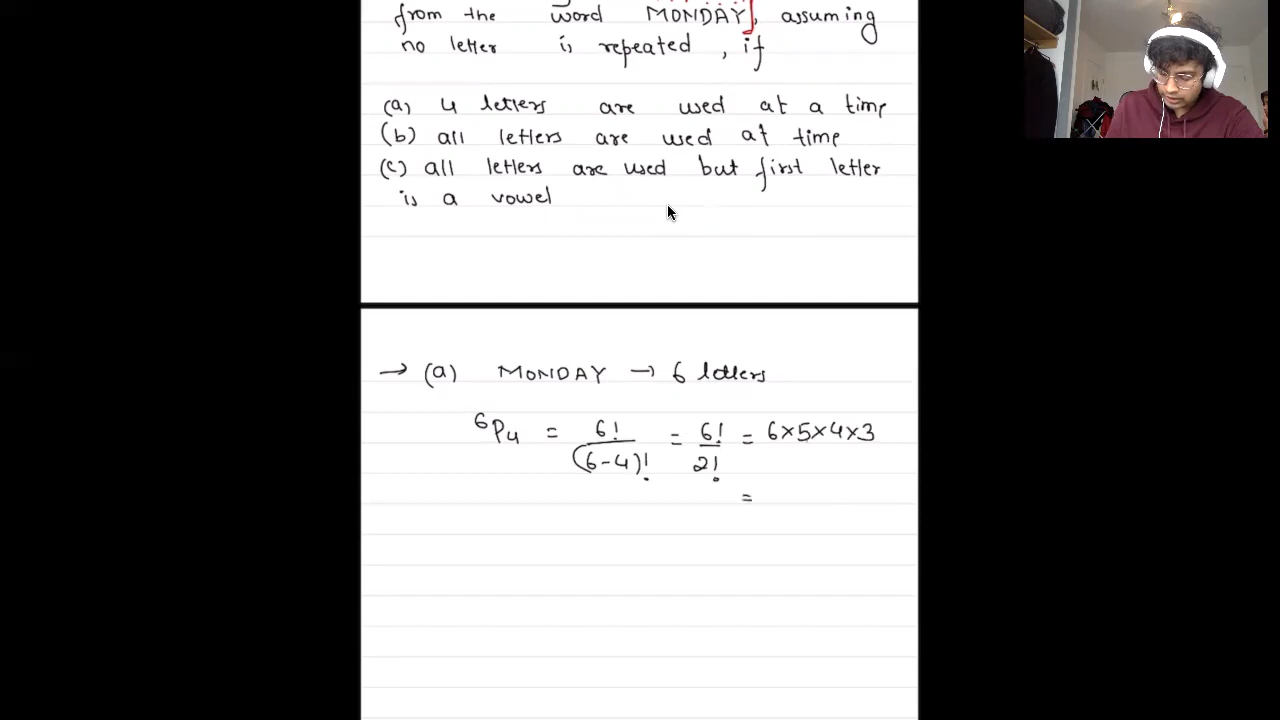 from the word MONDAY, assuming
no letter is repeated, if
(a) 4 letters are used at a time
(b) all letters are used at time
(c) all letters are used but first letter
is a vowel
→ (a) MONDAY → 6 letters
⁶P₄ = 6!/(6-4)! = 6!/2! = 6×5×4×3
=